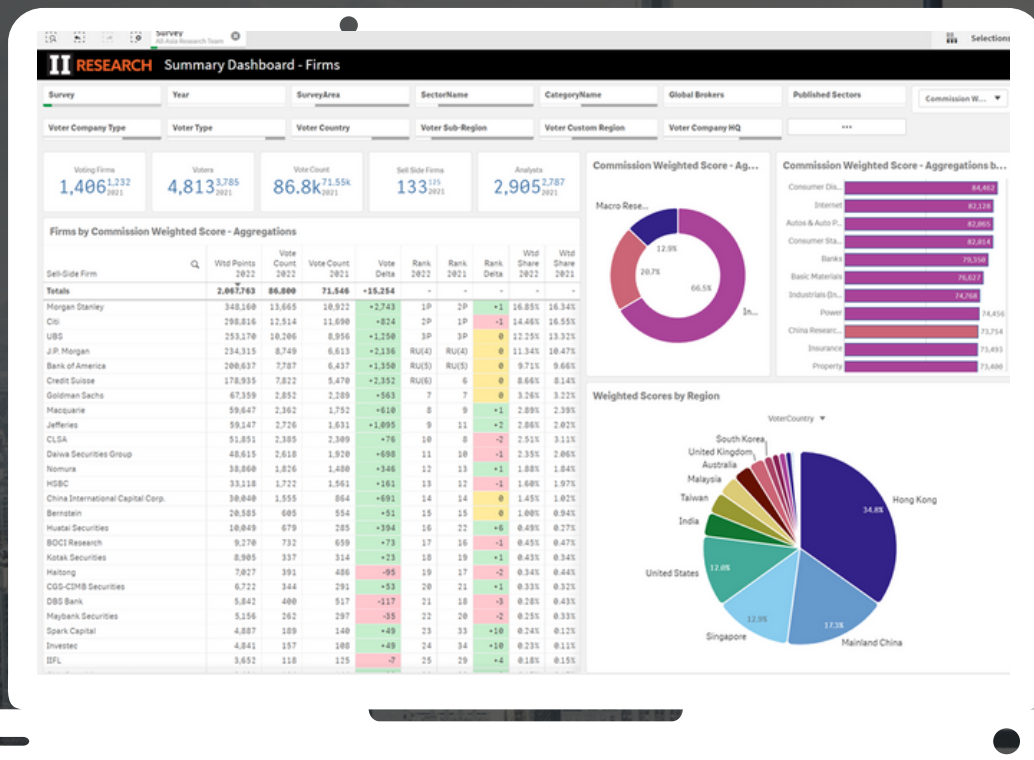 Survey
All Asia Research Team
Selections
II RESEARCH Summary Dashboard - Firms
Survey Year SurveyArea SectorName CategoryName Global Brokers Published Sectors Commission W...
Voter Company Type Voter Type Voter Country Voter Sub-Region Voter Custom Region Voter Company HQ ...
Voting Firms
1,406 1,232 2021
Voters
4,813 3,785 2021
Vote Count
86.8k 71.55k 2021
Sell Side Firms
133 125 2021
Analysts
2,905 2,787 2021
Firms by Commission Weighted Score - Aggregations
Sell-Side Firm Wtd Points 2022 Vote Count 2022 Vote Count 2021 Vote Delta Rank 2022 Rank 2021 Rank Delta Wtd Share 2022 Wtd Share 2021
Totals 2,067,763 86,800 71,546 +15,254 - - - - -
Morgan Stanley 348,160 13,665 10,922 +2,743 1P 2P +1 16.85% 16.34%
Citi 298,816 12,514 11,690 +824 2P 1P -1 14.46% 16.55%
UBS 253,170 10,206 8,956 +1,250 3P 3P 0 12.25% 13.32%
J.P. Morgan 234,315 8,749 6,613 +2,136 RU(4) RU(4) 0 11.34% 10.47%
Bank of America 200,637 7,787 6,437 +1,350 RU(5) RU(5) 0 9.71% 9.66%
Credit Suisse 178,935 7,822 5,470 +2,352 RU(6) 6 0 8.66% 8.14%
Goldman Sachs 67,359 2,852 2,289 +563 7 7 0 3.26% 3.22%
Macquarie 59,647 2,362 1,752 +610 8 9 +1 2.89% 2.39%
Jefferies 59,147 2,726 1,631 +1,095 9 11 +2 2.86% 2.02%
CLSA 51,851 2,385 2,309 +76 10 8 -2 2.51% 3.11%
Daiwa Securities Group 48,615 2,618 1,920 +698 11 10 -1 2.35% 2.06%
Nomura 38,860 1,826 1,480 +346 12 13 +1 1.88% 1.84%
HSBC 33,118 1,722 1,561 +161 13 12 -1 1.60% 1.97%
China International Capital Corp. 30,040 1,555 864 +691 14 14 0 1.45% 1.02%
Bernstein 20,585 605 554 +51 15 15 0 1.00% 0.94%
Huatai Securities 10,049 679 285 +394 16 22 +6 0.49% 0.27%
BOCI Research 9,270 732 659 +73 17 16 -1 0.45% 0.47%
Kotak Securities 8,905 337 314 +23 18 19 +1 0.43% 0.34%
Haitong 7,027 391 486 -95 19 17 -2 0.34% 0.44%
CGS-CIMB Securities 6,722 344 291 +53 20 21 +1 0.33% 0.32%
DBS Bank 5,842 400 517 -117 21 18 -3 0.28% 0.43%
Maybank Securities 5,156 262 297 -35 22 20 -2 0.25% 0.33%
Spark Capital 4,887 189 140 +49 23 33 +10 0.24% 0.12%
Investec 4,841 157 108 +49 24 34 +10 0.23% 0.11%
IIFL 3,652 118 125 -7 25 29 +4 0.18% 0.15%
Commission Weighted Score - Ag...
Macro Rese...
12.9%
20.7%
66.5%
In...
Commission Weighted Score - Aggregations b...
Consumer Dis... 84,462
Internet 82,128
Autos & Auto P... 82,065
Consumer Sta... 82,014
Banks 79,350
Basic Materials 76,627
Industrials (In... 74,768
Power 74,456
China Researc... 73,754
Insurance 73,493
Property 73,400
Weighted Scores by Region
VoterCountry
South Korea
United Kingdom
Australia
Malaysia
Taiwan
India
United States 12.8%
Singapore 12.9%
Mainland China 17.3%
Hong Kong 34.8%